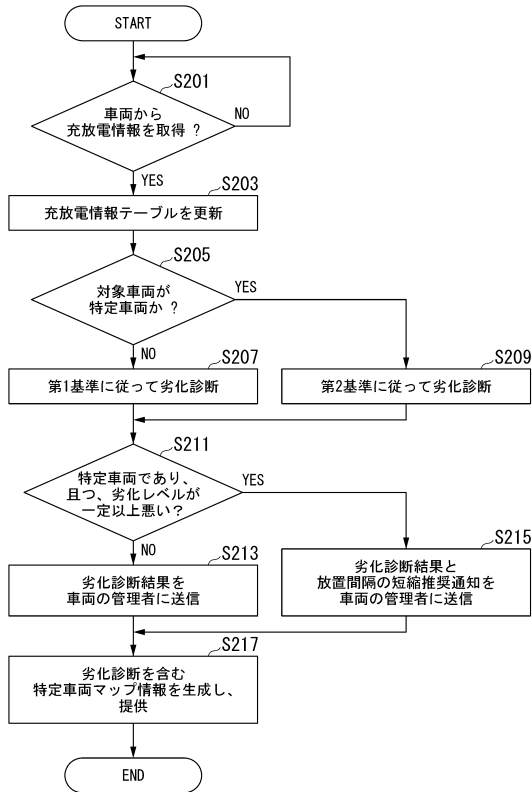 START
S201
車両から
充放電情報を取得 ?
NO
YES
S203
充放電情報テーブルを更新
S205
対象車両が
特定車両か ?
YES
NO
S207
第1基準に従って劣化診断
S209
第2基準に従って劣化診断
S211
特定車両であり、
且つ、劣化レベルが
一定以上悪い?
YES
NO
S213
劣化診断結果を
車両の管理者に送信
S215
劣化診断結果と
放置間隔の短縮推奨通知を
車両の管理者に送信
S217
劣化診断を含む
特定車両マップ情報を生成し、
提供
END